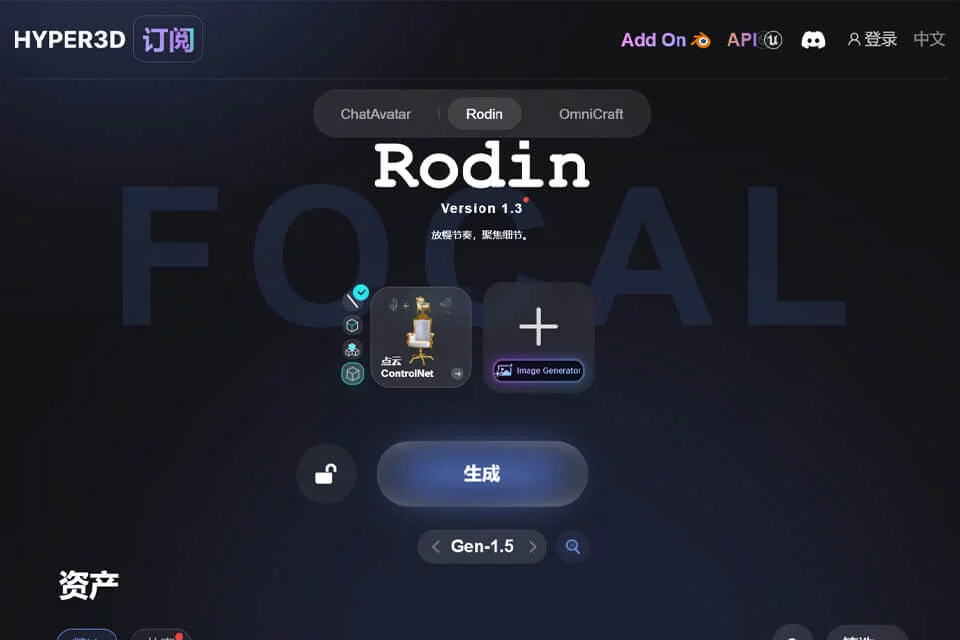 HYPER3D 订阅 Add On API 登录 中文
ChatAvatar Rodin OmniCraft
Rodin
FOCAL
Version 1.3
放慢节奏，聚焦细节。
点云
ControlNet
Image Generator
生成
Gen-1.5
资产